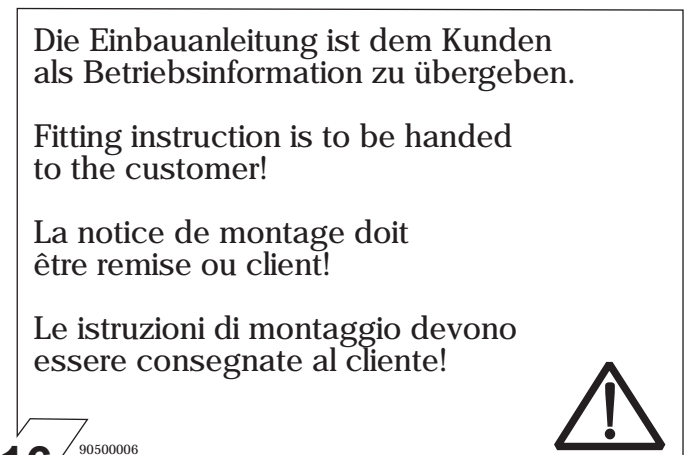 Die Einbauanleitung ist dem Kunden
als Betriebsinformation zu übergeben.
Fitting instruction is to be handed
to the customer!
La notice de montage doit
être remise ou client!
Le istruzioni di montaggio devono
essere consegnate al cliente!
90500006